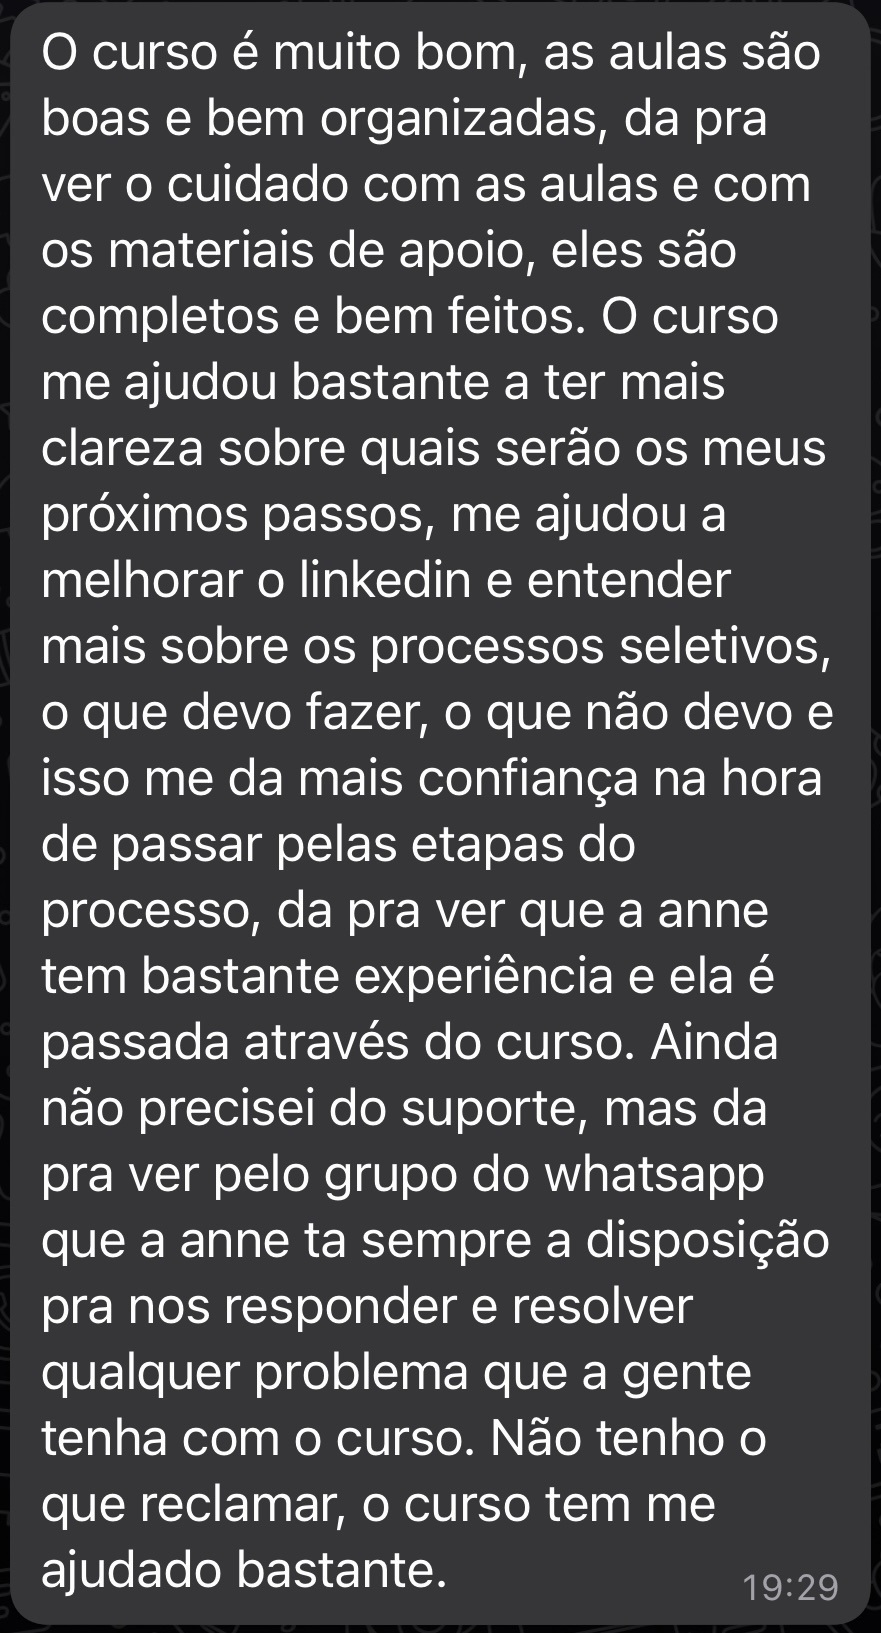 O curso é muito bom, as aulas são
boas e bem organizadas, da pra
ver o cuidado com as aulas e com
os materiais de apoio, eles são
completos e bem feitos. O curso
me ajudou bastante a ter mais
clareza sobre quais serão os meus
próximos passos, me ajudou a
melhorar o linkedin e entender
mais sobre os processos seletivos,
o que devo fazer, o que não devo e
isso me da mais confiança na hora
de passar pelas etapas do
processo, da pra ver que a anne
tem bastante experiência e ela é
passada através do curso. Ainda
não precisei do suporte, mas da
pra ver pelo grupo do whatsapp
que a anne ta sempre a disposição
pra nos responder e resolver
qualquer problema que a gente
tenha com o curso. Não tenho o
que reclamar, o curso tem me
ajudado bastante.
19:29